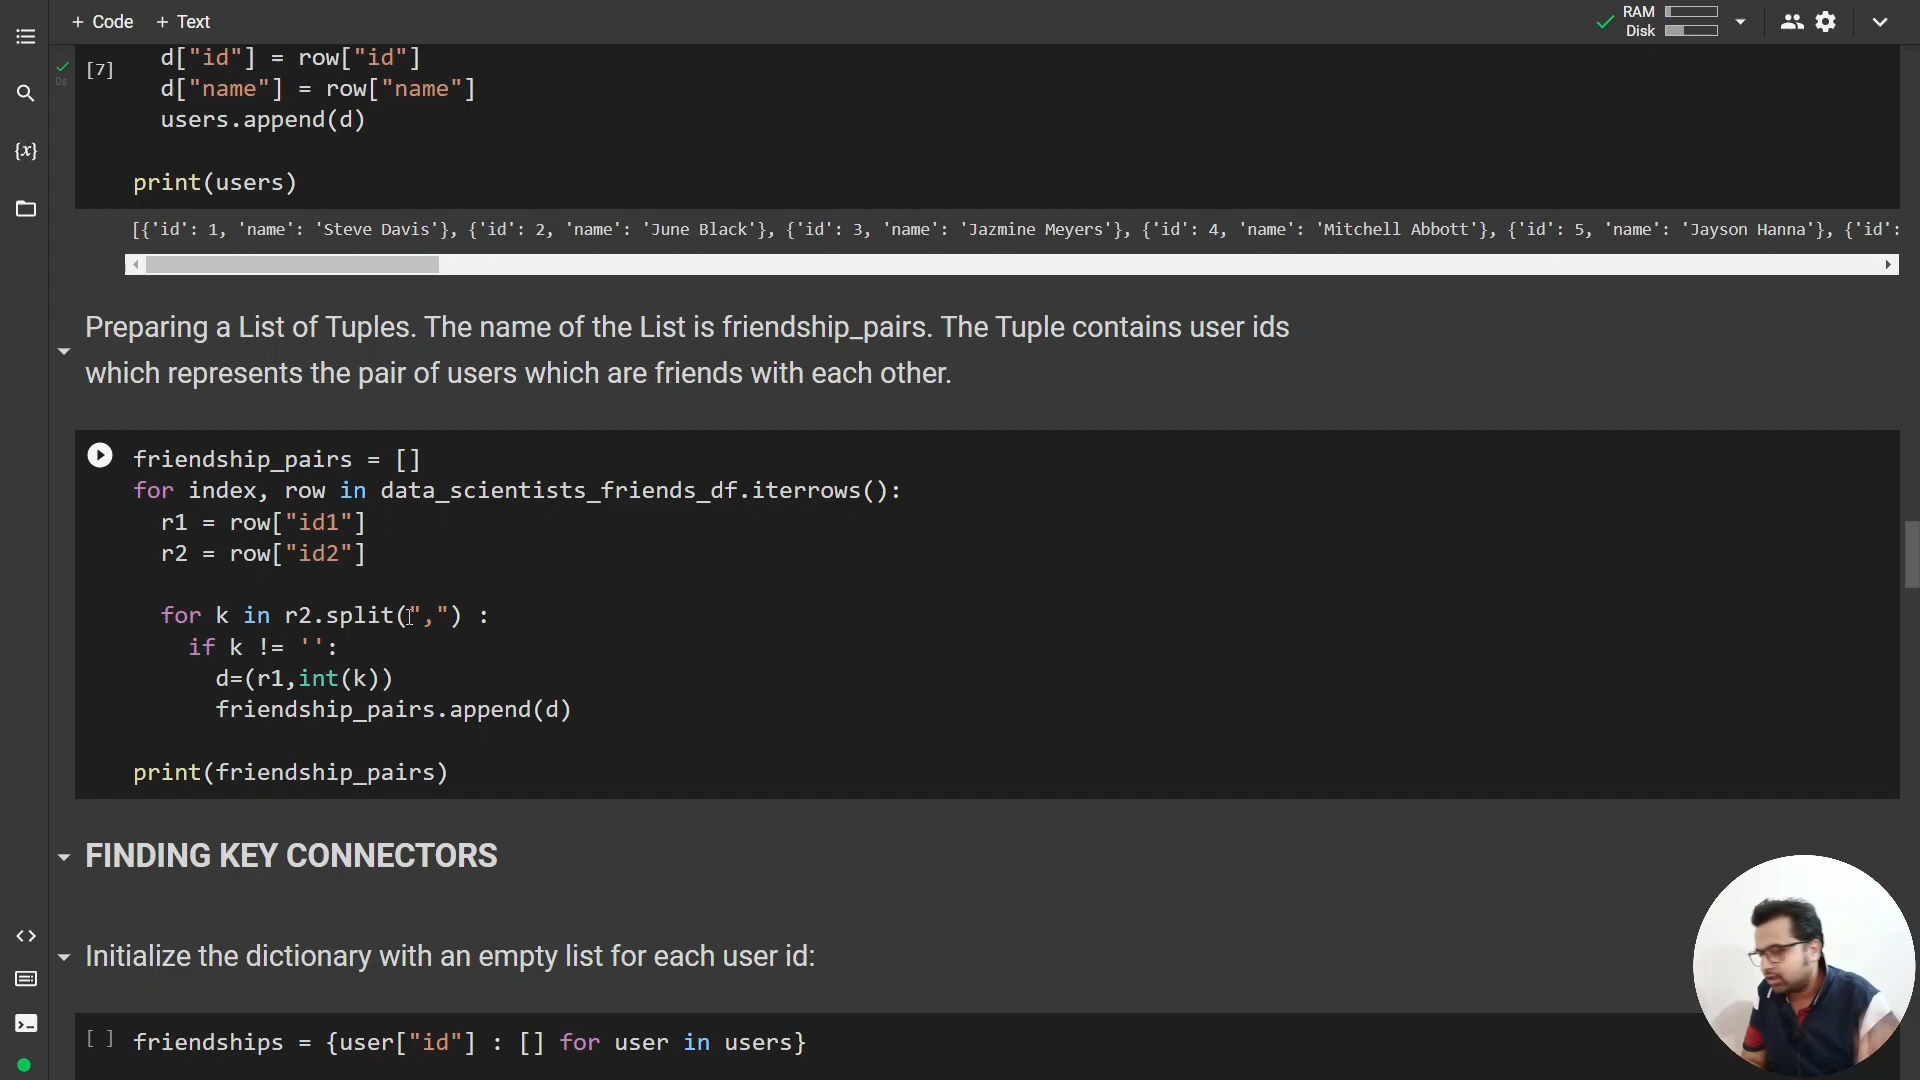 + Code + Text
RAM
Disk
[7]
0s
d["id"] = row["id"]
d["name"] = row["name"]
users.append(d)
{x}
print(users)
[{'id': 1, 'name': 'Steve Davis'}, {'id': 2, 'name': 'June Black'}, {'id': 3, 'name': 'Jazmine Meyers'}, {'id': 4, 'name': 'Mitchell Abbott'}, {'id': 5, 'name': 'Jayson Hanna'}, {'id':
Preparing a List of Tuples. The name of the List is friendship_pairs. The Tuple contains user ids
which represents the pair of users which are friends with each other.
friendship_pairs = []
for index, row in data_scientists_friends_df.iterrows():
r1 = row["id1"]
r2 = row["id2"]
for k in r2.split(",") :
if k != '':
d=(r1,int(k))
friendship_pairs.append(d)
print(friendship_pairs)
FINDING KEY CONNECTORS
Initialize the dictionary with an empty list for each user id:
[ ] friendships = {user["id"] : [] for user in users}